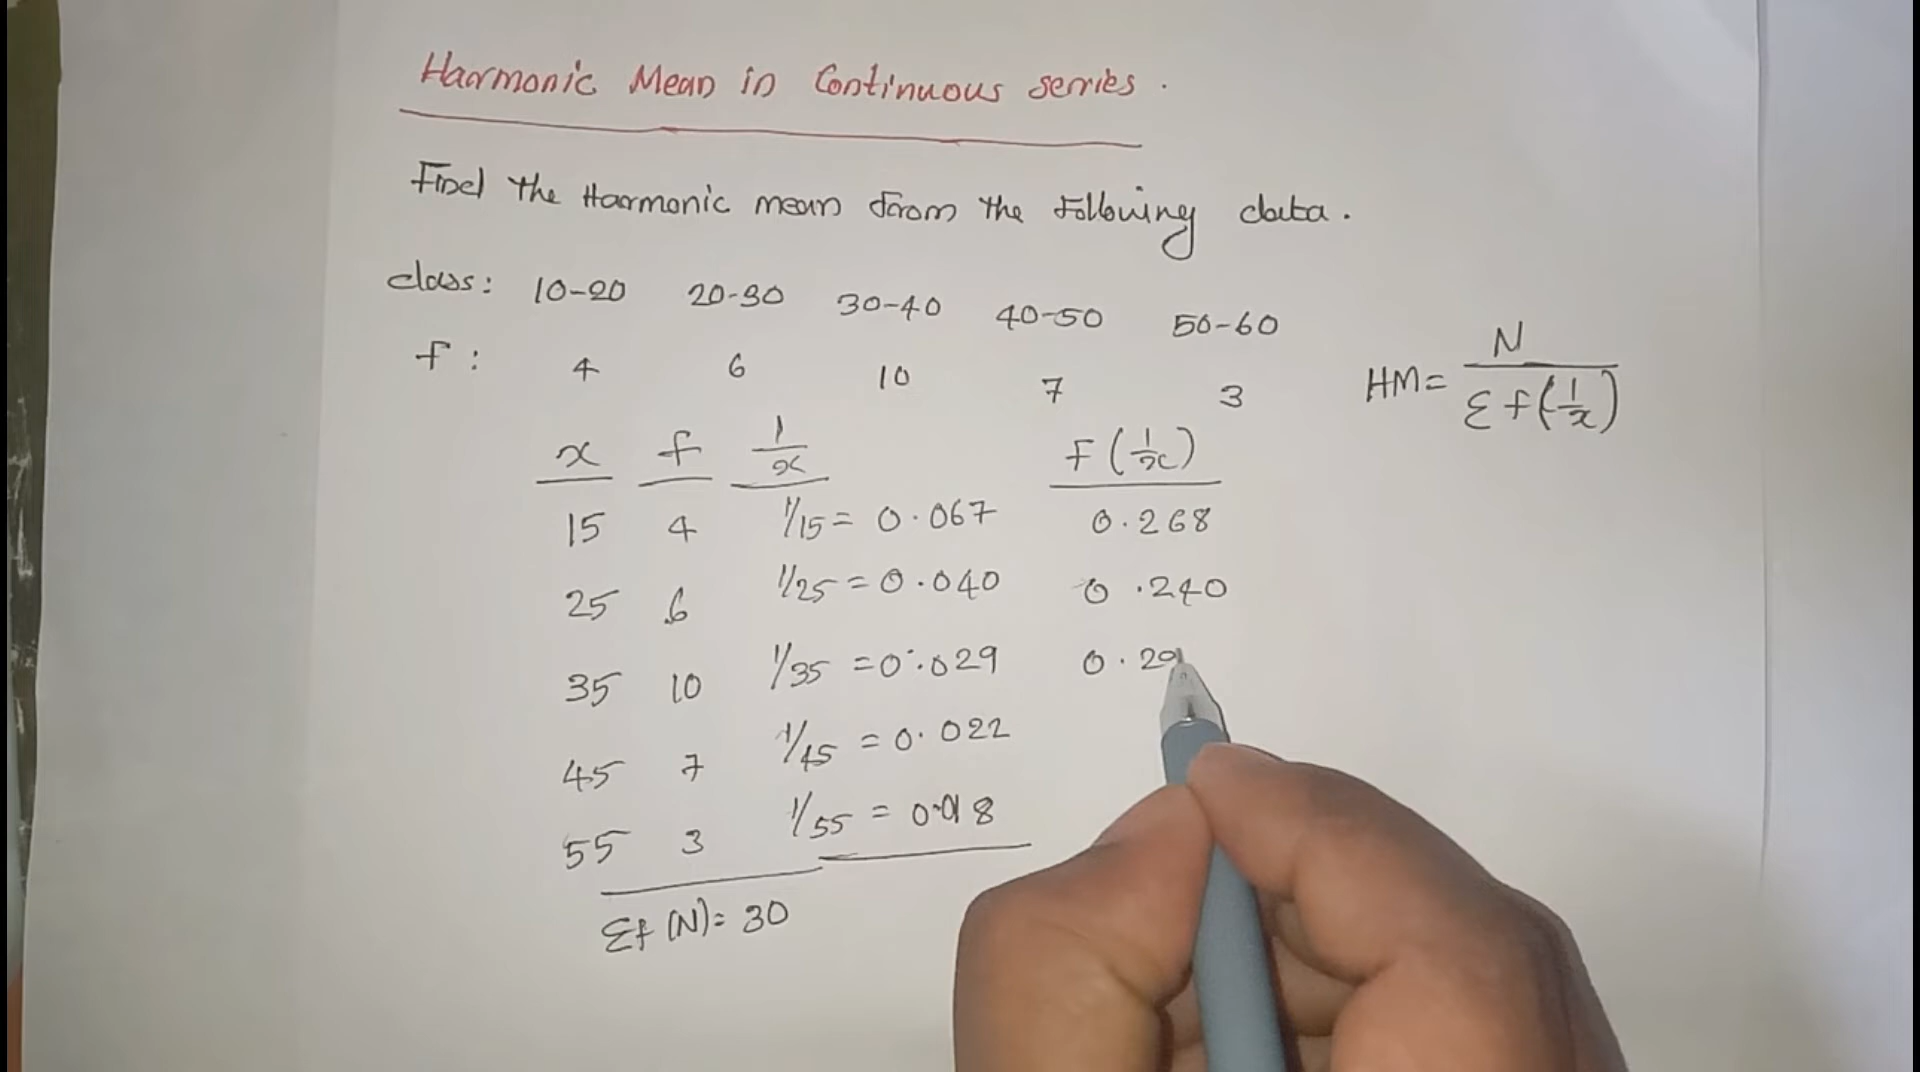 Harmonic Mean in Continuous series.
Find the Harmonic mean from the following data.
class: 10-20 20-30 30-40 40-50 50-60
f: 4 6 10 7 3
HM= N / Σf(1/x)
x f 1/x F(1/x)
15 4 1/15= 0.067 0.268
25 6 1/25=0.040 0.240
35 10 1/35=0.029 0.29
45 7 1/45=0.022
55 3 1/55=0.018
Σf(N)= 30